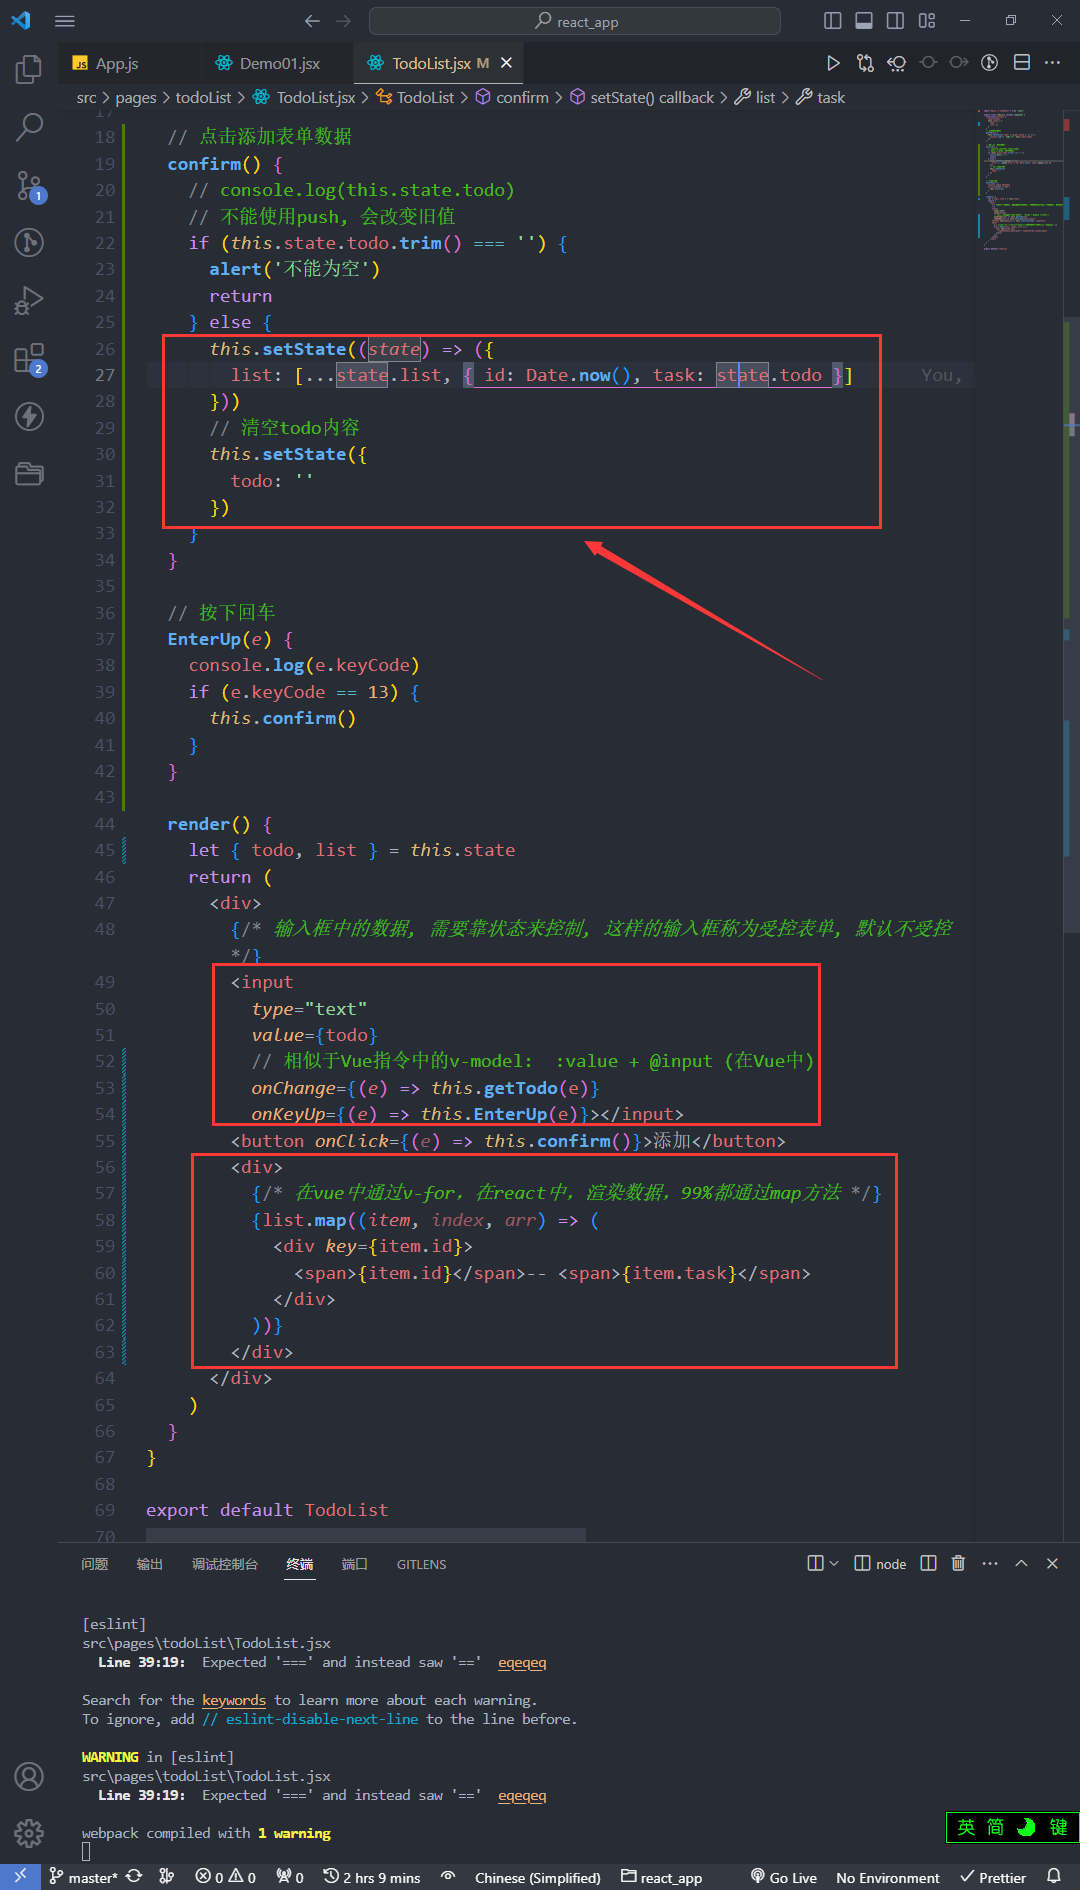 react_app
App.js
Demo01.jsx
TodoList.jsx M
src > pages > todoList > TodoList.jsx > TodoList > confirm > setState() callback > list > task
17
18 // 点击添加表单数据
19 confirm() {
20 // console.log(this.state.todo)
21 // 不能使用push, 会改变旧值
22 if (this.state.todo.trim() === '') {
23 alert('不能为空')
24 return
25 } else {
26 this.setState((state) => ({
27 list: [...state.list, { id: Date.now(), task: state.todo }] You,
28 }))
29 // 清空todo内容
30 this.setState({
31 todo: ''
32 })
33 }
34 }
35
36 // 按下回车
37 EnterUp(e) {
38 console.log(e.keyCode)
39 if (e.keyCode == 13) {
40 this.confirm()
41 }
42 }
43
44 render() {
45 let { todo, list } = this.state
46 return (
47 <div>
48 {/* 输入框中的数据, 需要靠状态来控制, 这样的输入框称为受控表单, 默认不受控
*/}
49 <input
50 type="text"
51 value={todo}
52 // 相似于Vue指令中的v-model: :value + @input (在Vue中)
53 onChange={(e) => this.getTodo(e)}
54 onKeyUp={(e) => this.EnterUp(e)}></input>
55 <button onClick={(e) => this.confirm()}>添加</button>
56 <div>
57 {/* 在vue中通过v-for，在react中，渲染数据，99%都通过map方法 */}
58 {list.map((item, index, arr) => (
59 <div key={item.id}>
60 <span>{item.id}</span>-- <span>{item.task}</span>
61 </div>
62 ))}
63 </div>
64 </div>
65 )
66 }
67 }
68
69 export default TodoList
70
问题 输出 调试控制台 终端 端口 GITLENS
node
[eslint]
src\pages\todoList\TodoList.jsx
Line 39:19: Expected '===' and instead saw '==' eqeqeq
Search for the keywords to learn more about each warning.
To ignore, add // eslint-disable-next-line to the line before.
WARNING in [eslint]
src\pages\todoList\TodoList.jsx
Line 39:19: Expected '===' and instead saw '==' eqeqeq
webpack compiled with 1 warning
1
2
英 简 键
master* 0 0 0 2 hrs 9 mins Chinese (Simplified) react_app Go Live No Environment Prettier